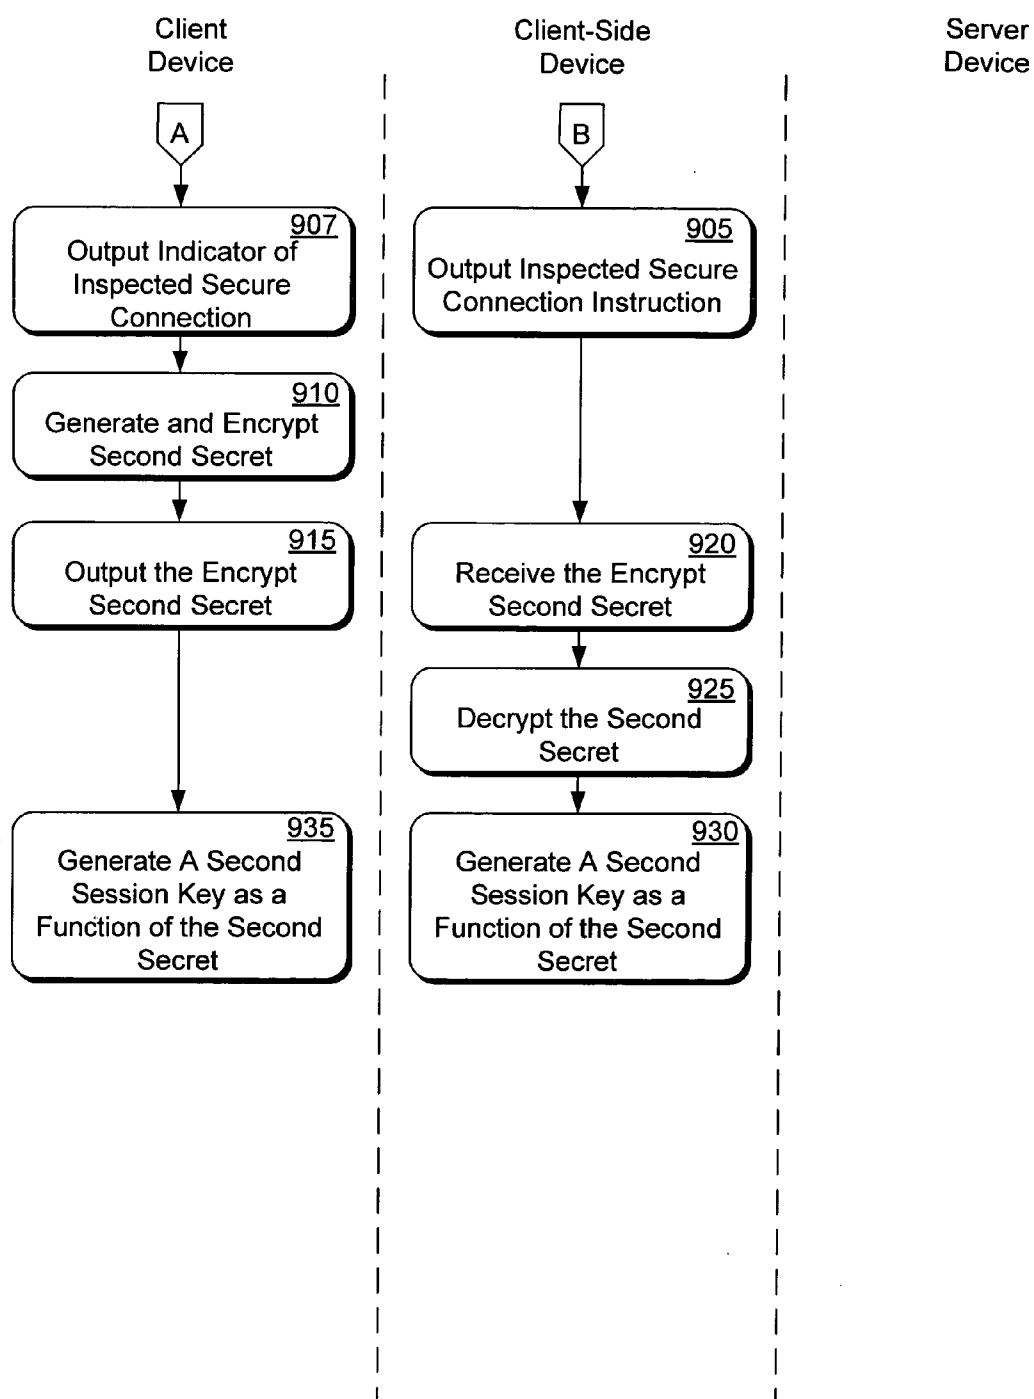 Client
Device
Client-Side
Device
Server
Device
A
B
907
Output Indicator of
Inspected Secure
Connection
905
Output Inspected Secure
Connection Instruction
910
Generate and Encrypt
Second Secret
915
Output the Encrypt
Second Secret
920
Receive the Encrypt
Second Secret
925
Decrypt the Second
Secret
935
Generate A Second
Session Key as a
Function of the Second
Secret
930
Generate A Second
Session Key as a
Function of the Second
Secret